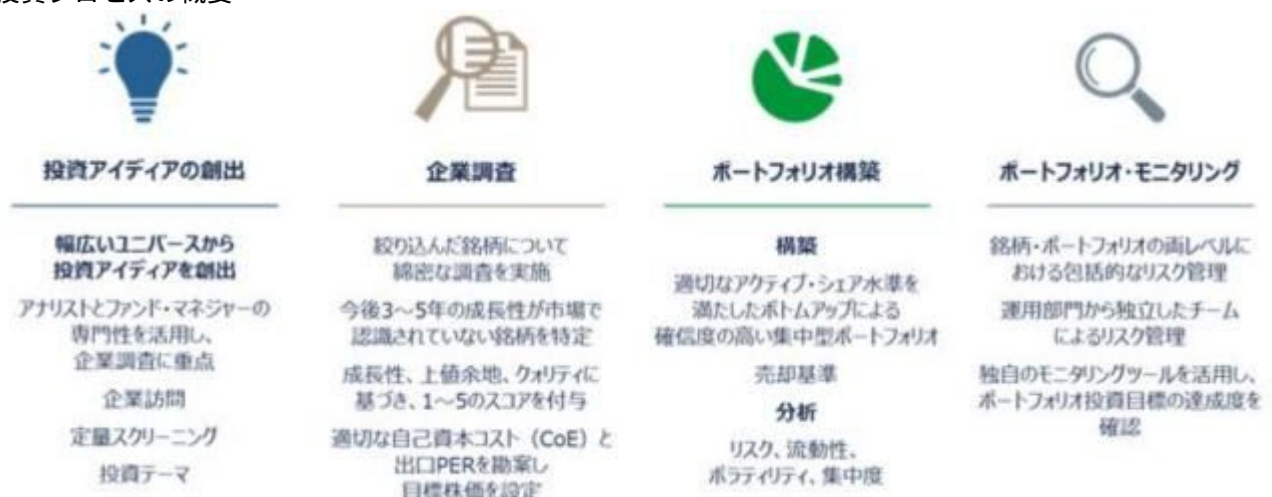 投資プロセスの概要
投資アイディアの創出
幅広いユニバースから
投資アイディアを創出
アナリストとファンド・マネジャーの
専門性を活用し、
企業調査に重点
企業訪問
定量スクリーニング
投資テーマ
企業調査
絞り込んだ銘柄について
綿密な調査を実施
今後3～5年の成長性が市場で
認識されていない銘柄を特定
成長性、上値余地、クオリティに
基づき、1～5のスコアを付与
適切な自己資本コスト（CoE）と
出口PERを勘案し
目標株価を設定
ポートフォリオ構築
構築
適切なアクティブ・シェア水準を
満たしたボトムアップによる
確信度の高い集中型ポートフォリオ
売却基準
分析
リスク、流動性、
ボラティリティ、集中度
ポートフォリオ・モニタリング
銘柄・ポートフォリオの両レベルに
おける包括的なリスク管理
運用部門から独立したチーム
によるリスク管理
独自のモニタリングツールを活用し、
ポートフォリオ投資目標の達成度を
確認